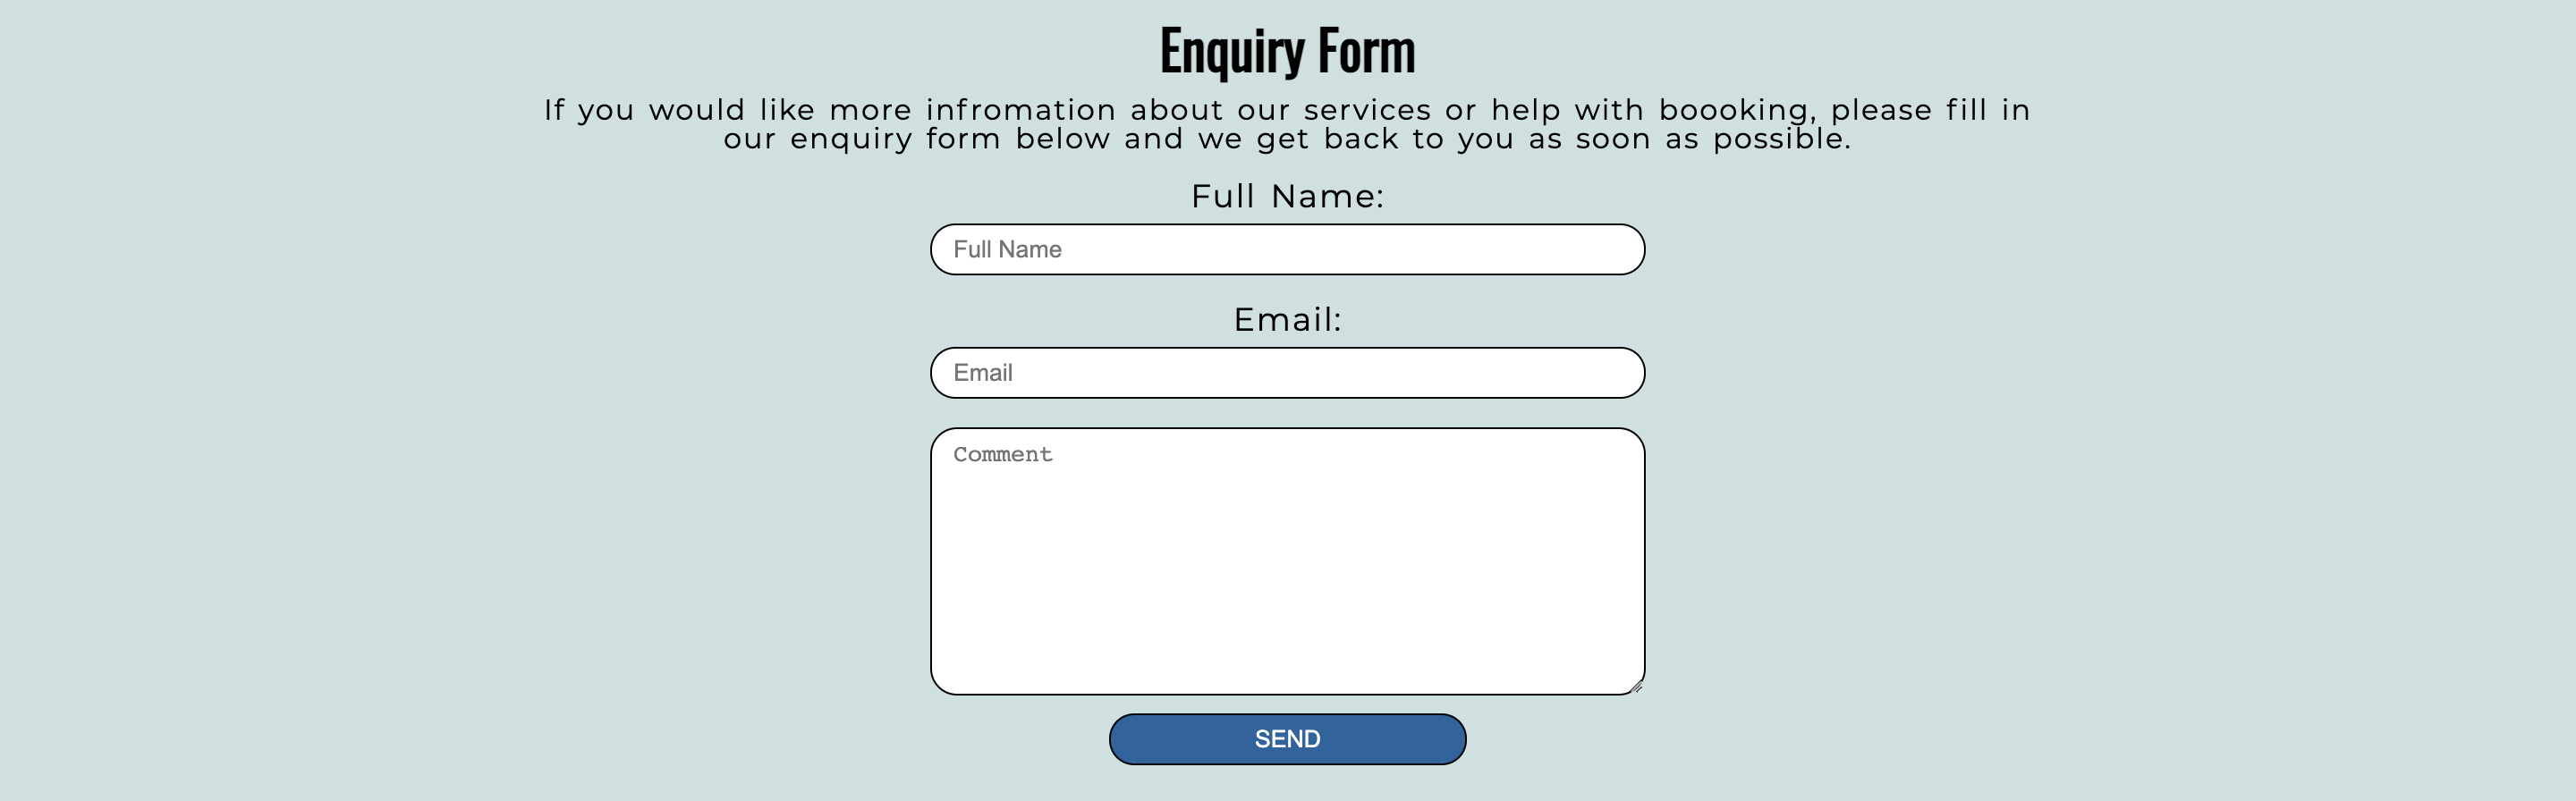 Enquiry Form
If you would like more infromation about our services or help with boooking, please fill in
our enquiry form below and we get back to you as soon as possible.
Full Name:
Full Name
Email:
Email
Comment
SEND